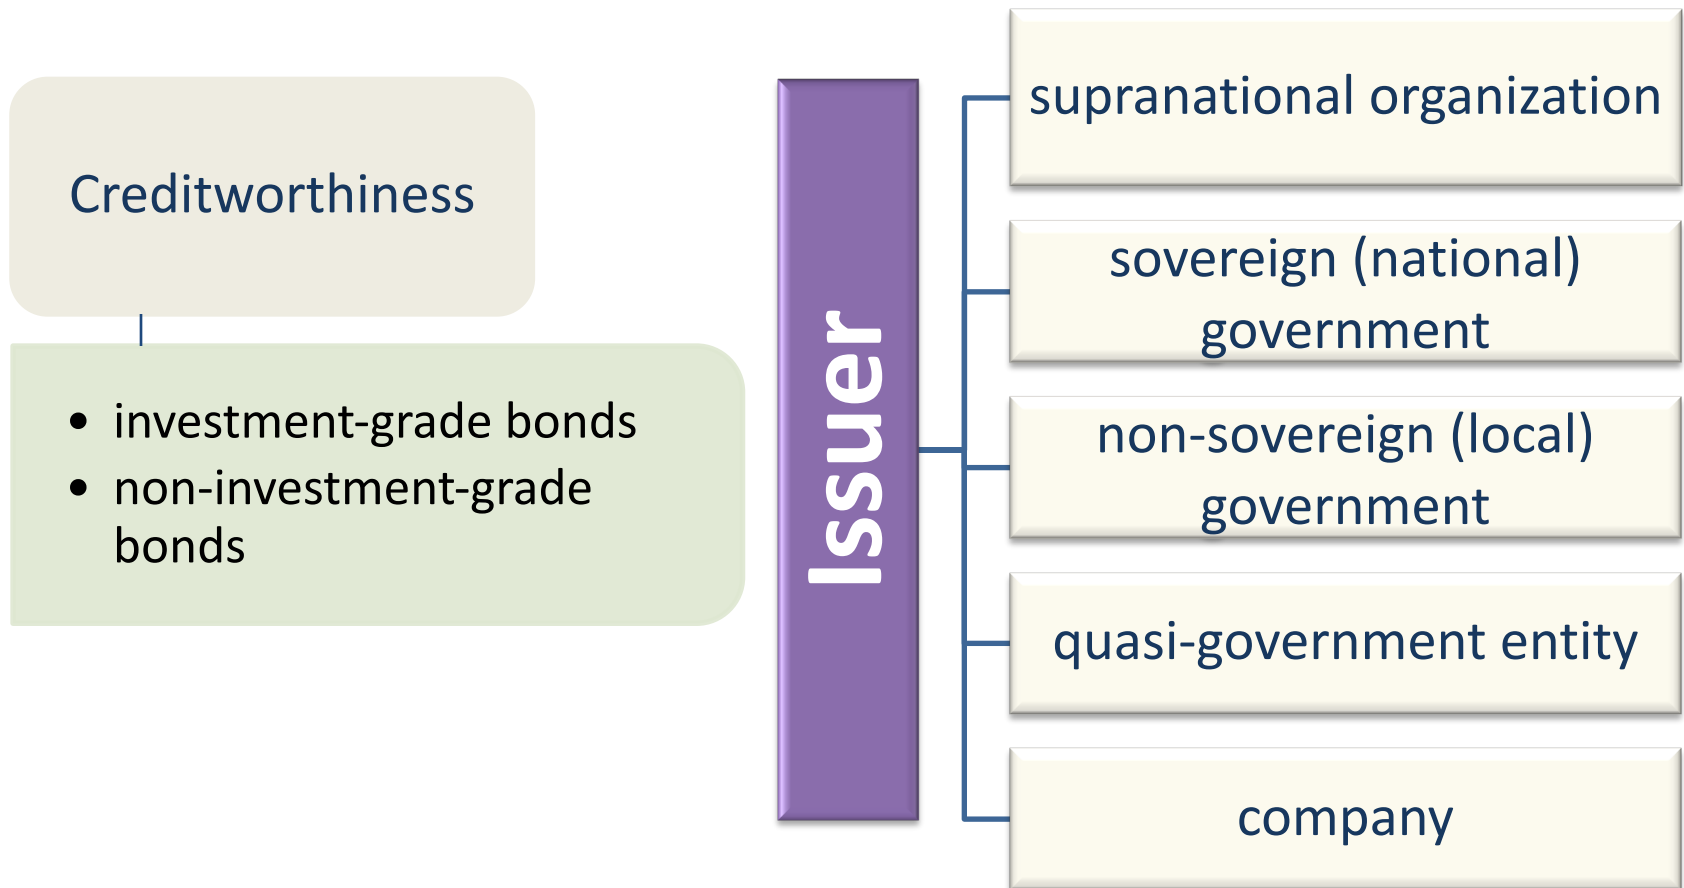 Creditworthiness
• investment-grade bonds
• non-investment-grade
bonds
Issuer
supranational organization
sovereign (national)
government
non-sovereign (local)
government
quasi-government entity
company